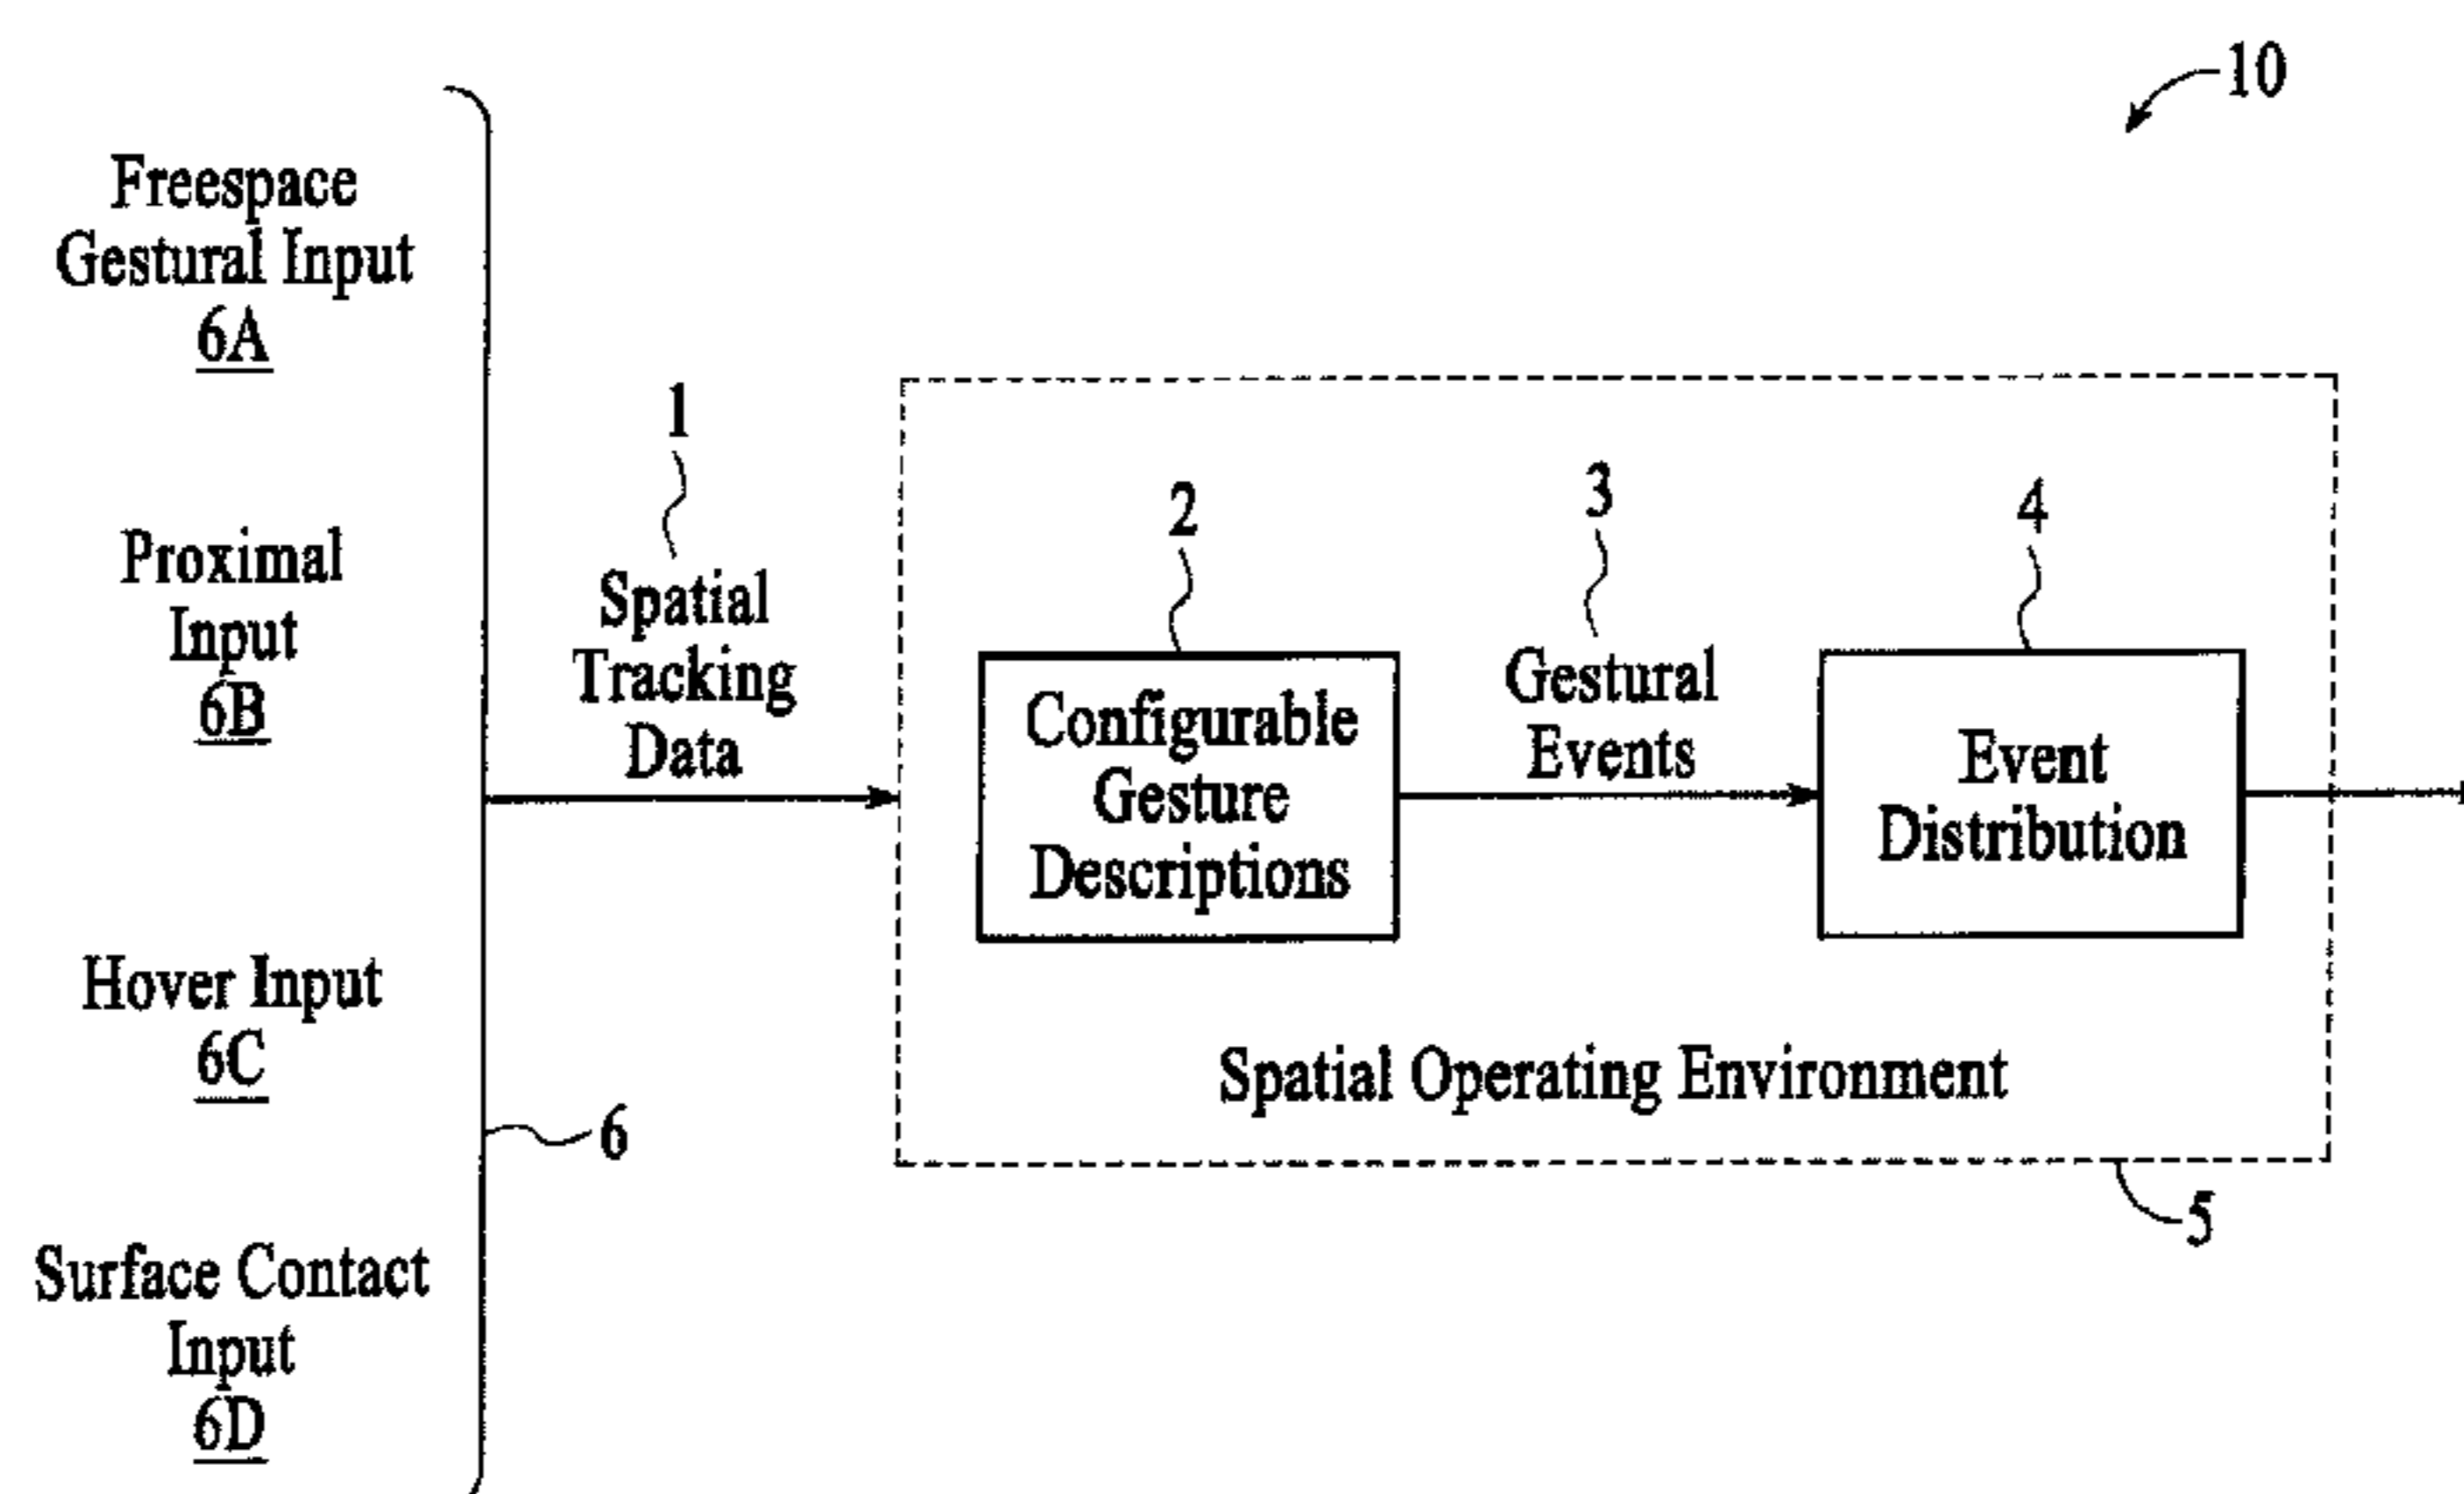 10
Freespace
Gestural Input
6A
Proximal
Input
6B
Hover Input
6C
Surface Contact
Input
6D
6
1
Spatial
Tracking
Data
2
Configurable
Gesture
Descriptions
3
Gestural
Events
4
Event
Distribution
Spatial Operating Environment
5